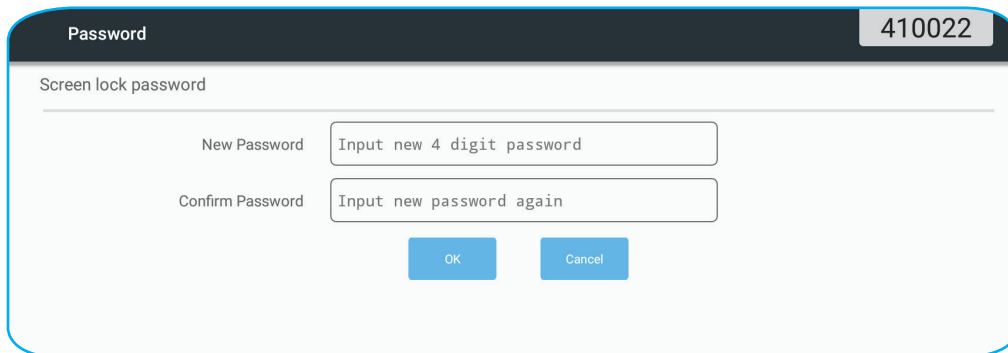 Password
410022
Screen lock password
New Password
Input new 4 digit password
Confirm Password
Input new password again
OK
Cancel